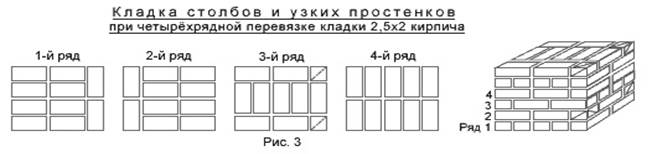 Кладка столбов и узких простенков
при четырёхрядной перевязке кладки 2,5х2 кирпича
1-й ряд 2-й ряд 3-й ряд 4-й ряд
4
3
2
Ряд 1
Рис. 3